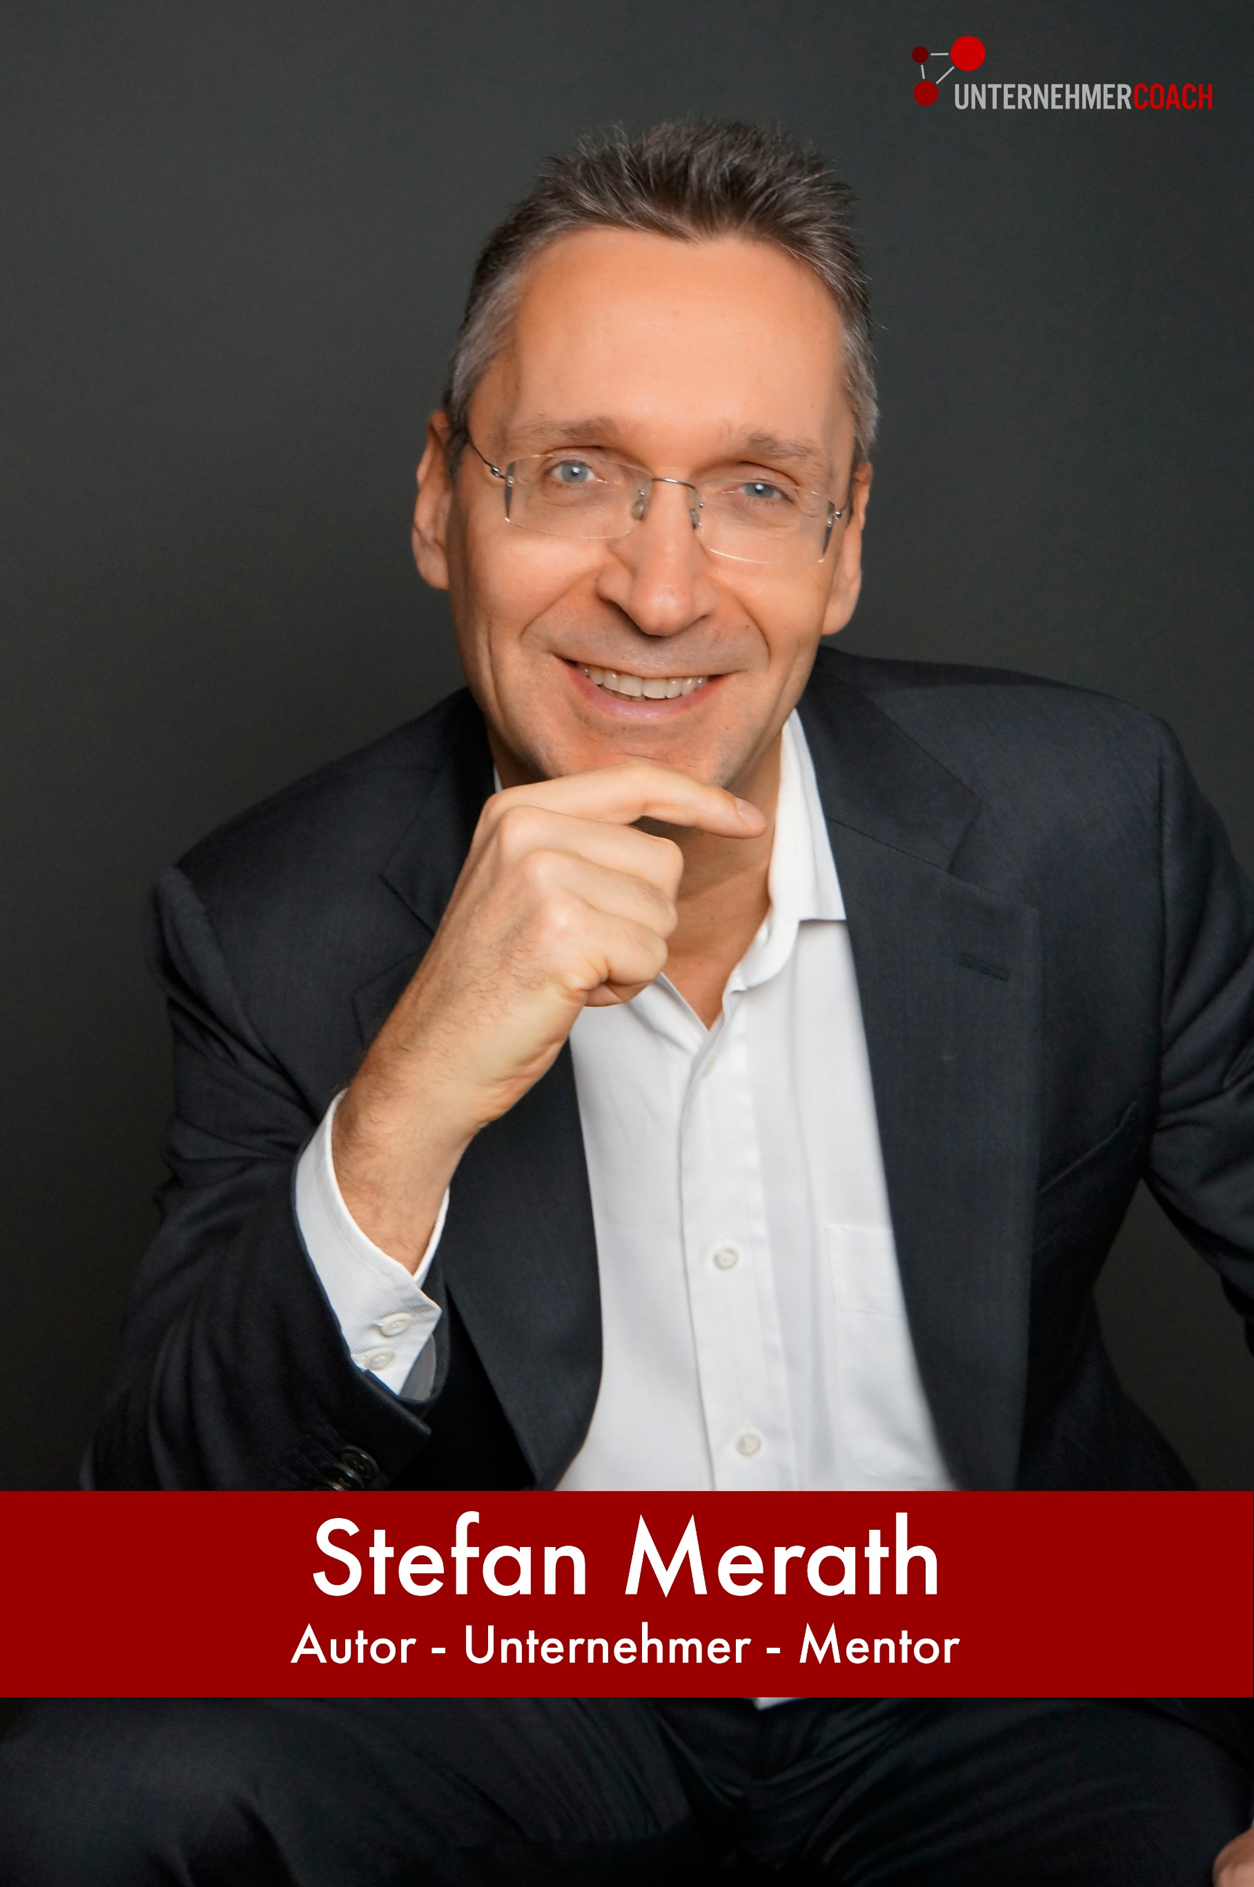 UNTERNEHMERCOACH
Stefan Merath
Autor - Unternehmer - Mentor